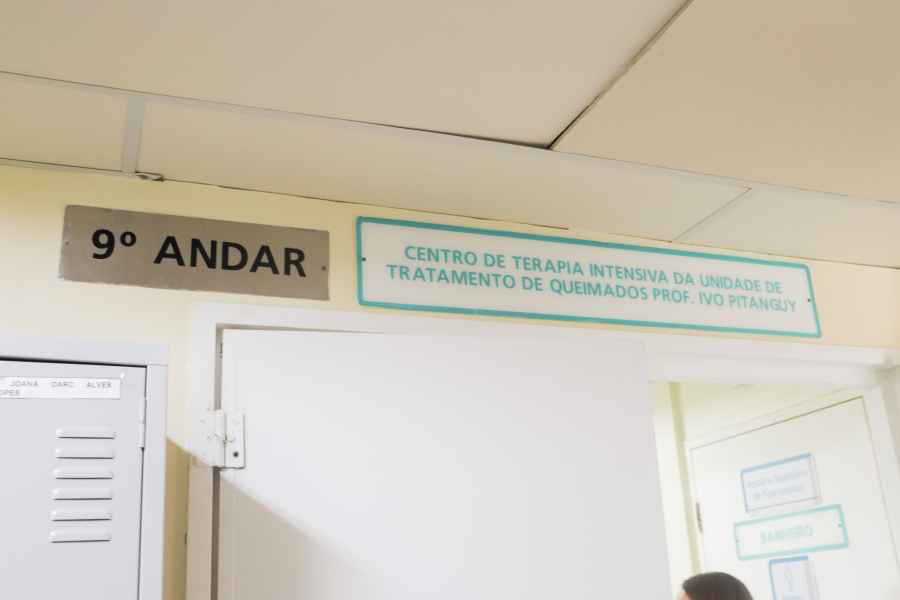 9º ANDAR
CENTRO DE TERAPIA INTENSIVA DA UNIDADE DE
TRATAMENTO DE QUEIMADOS PROF. IVO PITANGUY
JOANA DARC ALVES
OPES
BANHEIRO